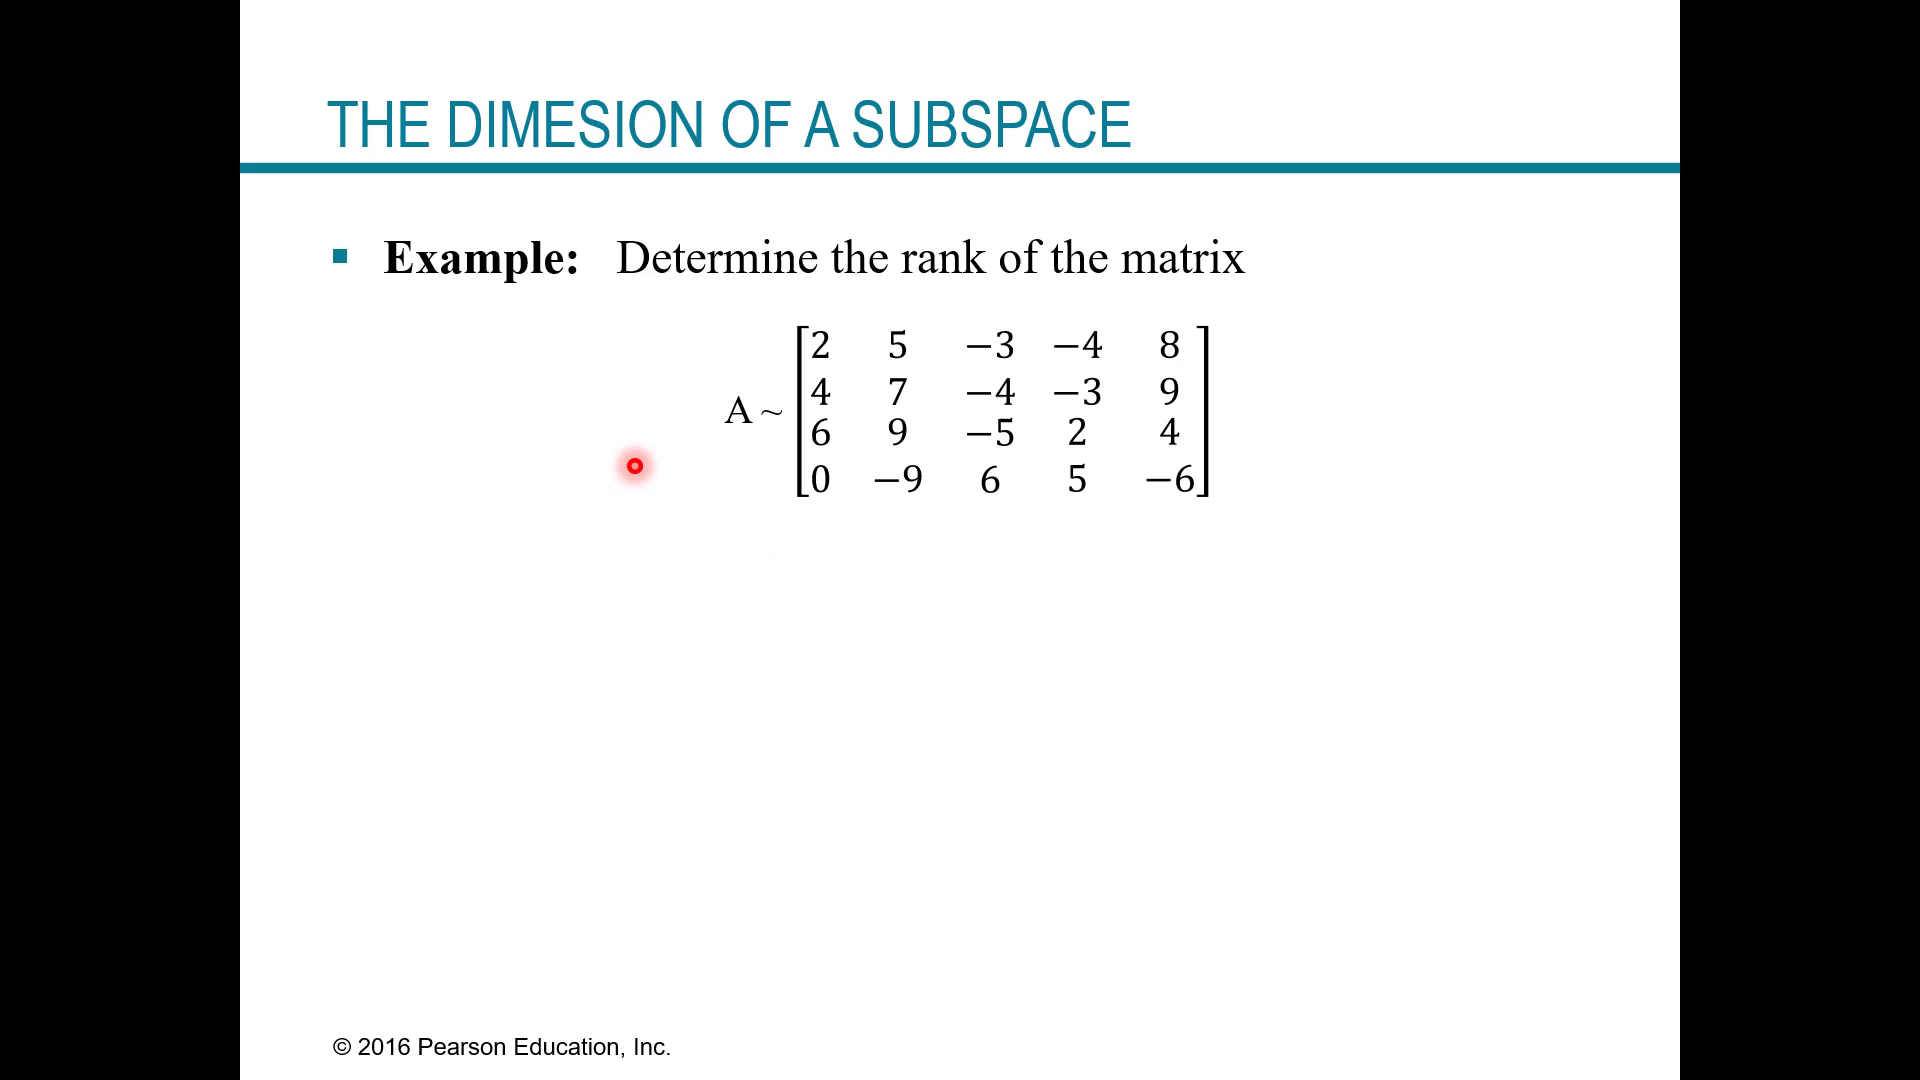 THE DIMESION OF A SUBSPACE
Example: Determine the rank of the matrix
A ~
2 5 −3 −4 8
4 7 −4 −3 9
6 9 −5 2 4
0 −9 6 5 −6
© 2016 Pearson Education, Inc.